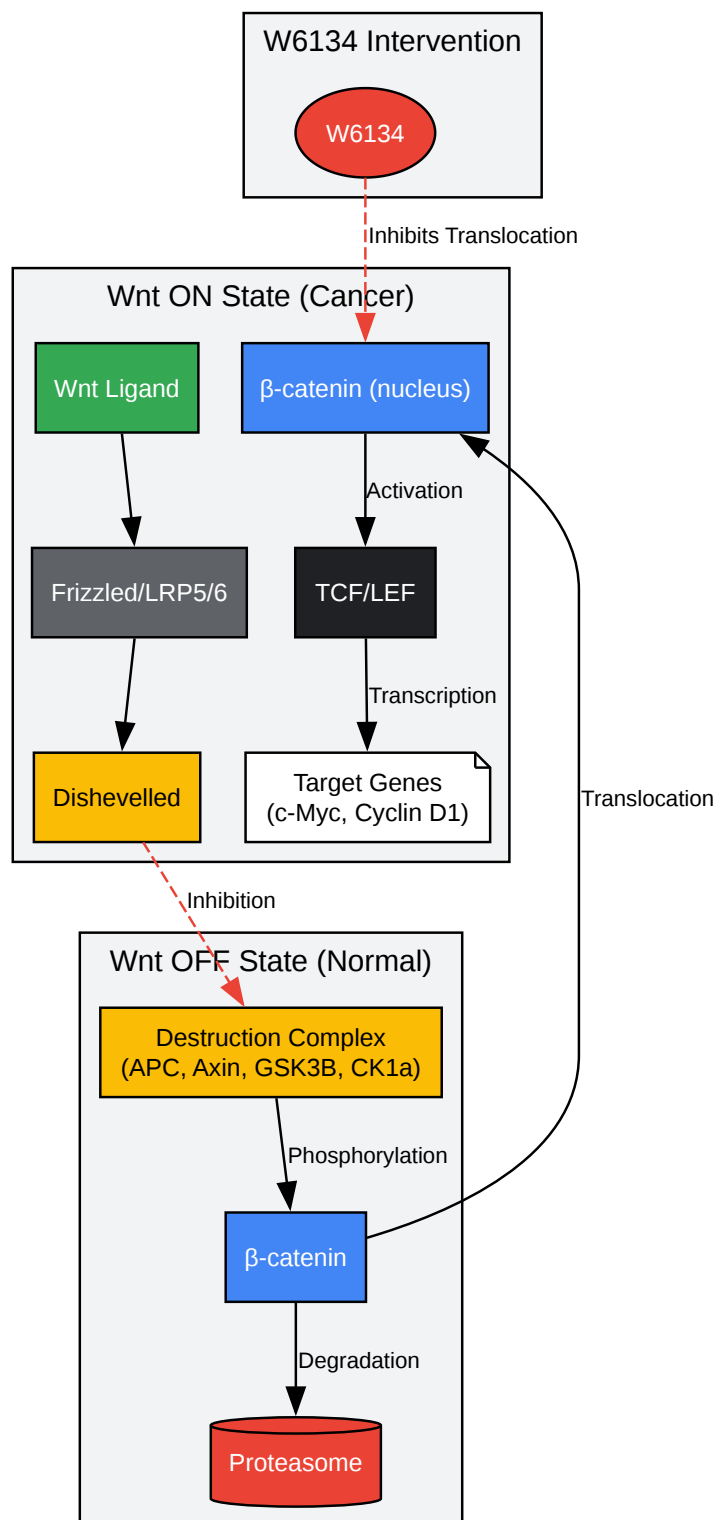 W6134 Intervention
W6134
Inhibits Translocation
Wnt ON State (Cancer)
Wnt Ligand
β-catenin (nucleus)
Activation
Frizzled/LRP5/6
TCF/LEF
Transcription
Dishevelled
Target Genes
(c-Myc, Cyclin D1)
Translocation
Inhibition
Wnt OFF State (Normal)
Destruction Complex
(APC, Axin, GSK3B, CK1a)
Phosphorylation
β-catenin
Degradation
Proteasome